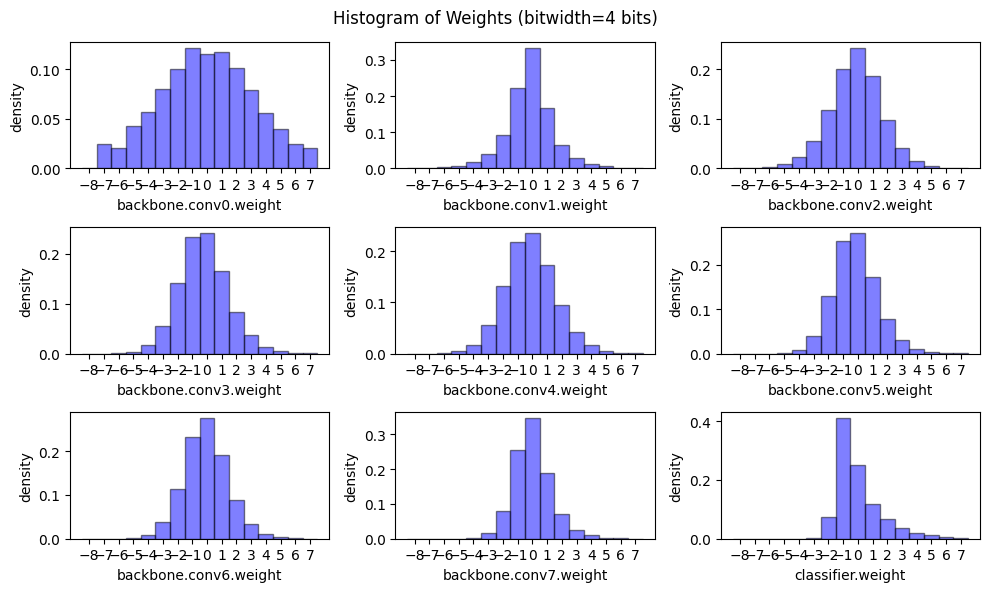 Histogram of Weights (bitwidth=4 bits)
density
0.10
0.05
0.00
−8 −7 −6 −5 −4 −3 −2 −1 0 1 2 3 4 5 6 7
backbone.conv0.weight
density
0.3
0.2
0.1
0.0
−8 −7 −6 −5 −4 −3 −2 −1 0 1 2 3 4 5 6 7
backbone.conv1.weight
density
0.2
0.1
0.0
−8 −7 −6 −5 −4 −3 −2 −1 0 1 2 3 4 5 6 7
backbone.conv2.weight
density
0.2
0.1
0.0
−8 −7 −6 −5 −4 −3 −2 −1 0 1 2 3 4 5 6 7
backbone.conv3.weight
density
0.2
0.1
0.0
−8 −7 −6 −5 −4 −3 −2 −1 0 1 2 3 4 5 6 7
backbone.conv4.weight
density
0.2
0.1
0.0
−8 −7 −6 −5 −4 −3 −2 −1 0 1 2 3 4 5 6 7
backbone.conv5.weight
density
0.2
0.1
0.0
−8 −7 −6 −5 −4 −3 −2 −1 0 1 2 3 4 5 6 7
backbone.conv6.weight
density
0.3
0.2
0.1
0.0
−8 −7 −6 −5 −4 −3 −2 −1 0 1 2 3 4 5 6 7
backbone.conv7.weight
density
0.4
0.2
0.0
−8 −7 −6 −5 −4 −3 −2 −1 0 1 2 3 4 5 6 7
classifier.weight